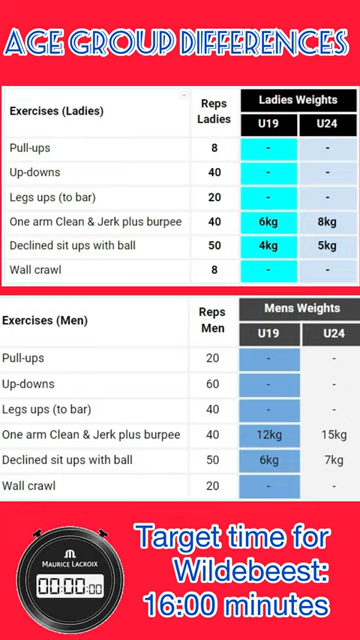 AGE GROUP DIFFERENCES
Exercises (Ladies) Reps Ladies Ladies Weights
U19 U24
Pull-ups 8 - -
Up-downs 40 - -
Legs ups (to bar) 20 - -
One arm Clean & Jerk plus burpee 40 6kg 8kg
Declined sit ups with ball 50 4kg 5kg
Wall crawl 8 - -
Exercises (Men) Reps Men Mens Weights
U19 U24
Pull-ups 20 - -
Up-downs 60 - -
Legs ups (to bar) 40 - -
One arm Clean & Jerk plus burpee 40 12kg 15kg
Declined sit ups with ball 50 6kg 7kg
Wall crawl 20 - -
MAURICE LACROIX
00:00:00
Target time for
Wildebeest:
16:00 minutes